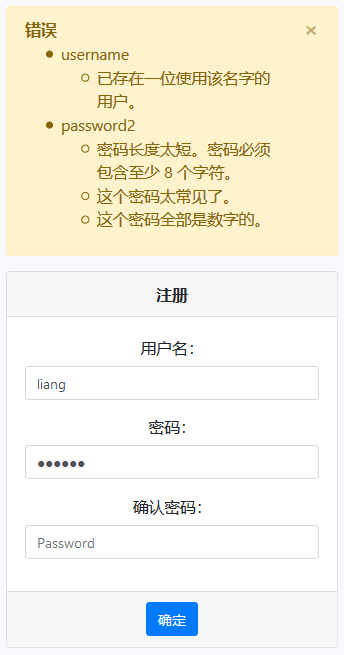 错误 ×
username
已存在一位使用该名字的
用户。
password2
密码长度太短。密码必须
包含至少 8 个字符。
这个密码太常见了。
这个密码全部是数字的。
注册
用户名:
liang
密码:
●●●●●●
确认密码:
Password
确定